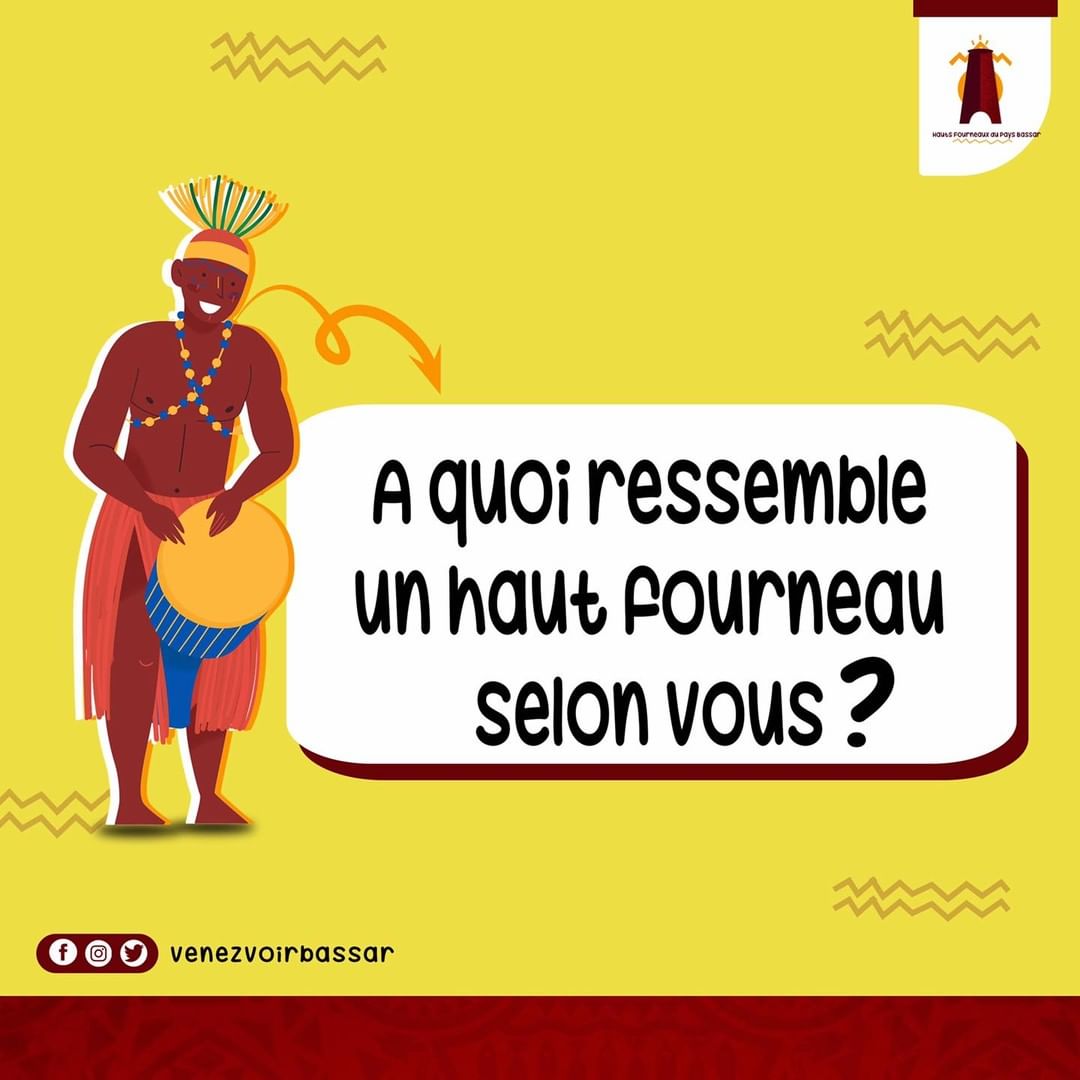 Hauts Fourneaux du Pays Bassar
A quoi ressemble
un haut fourneau
selon vous ?
venezvoirbassar